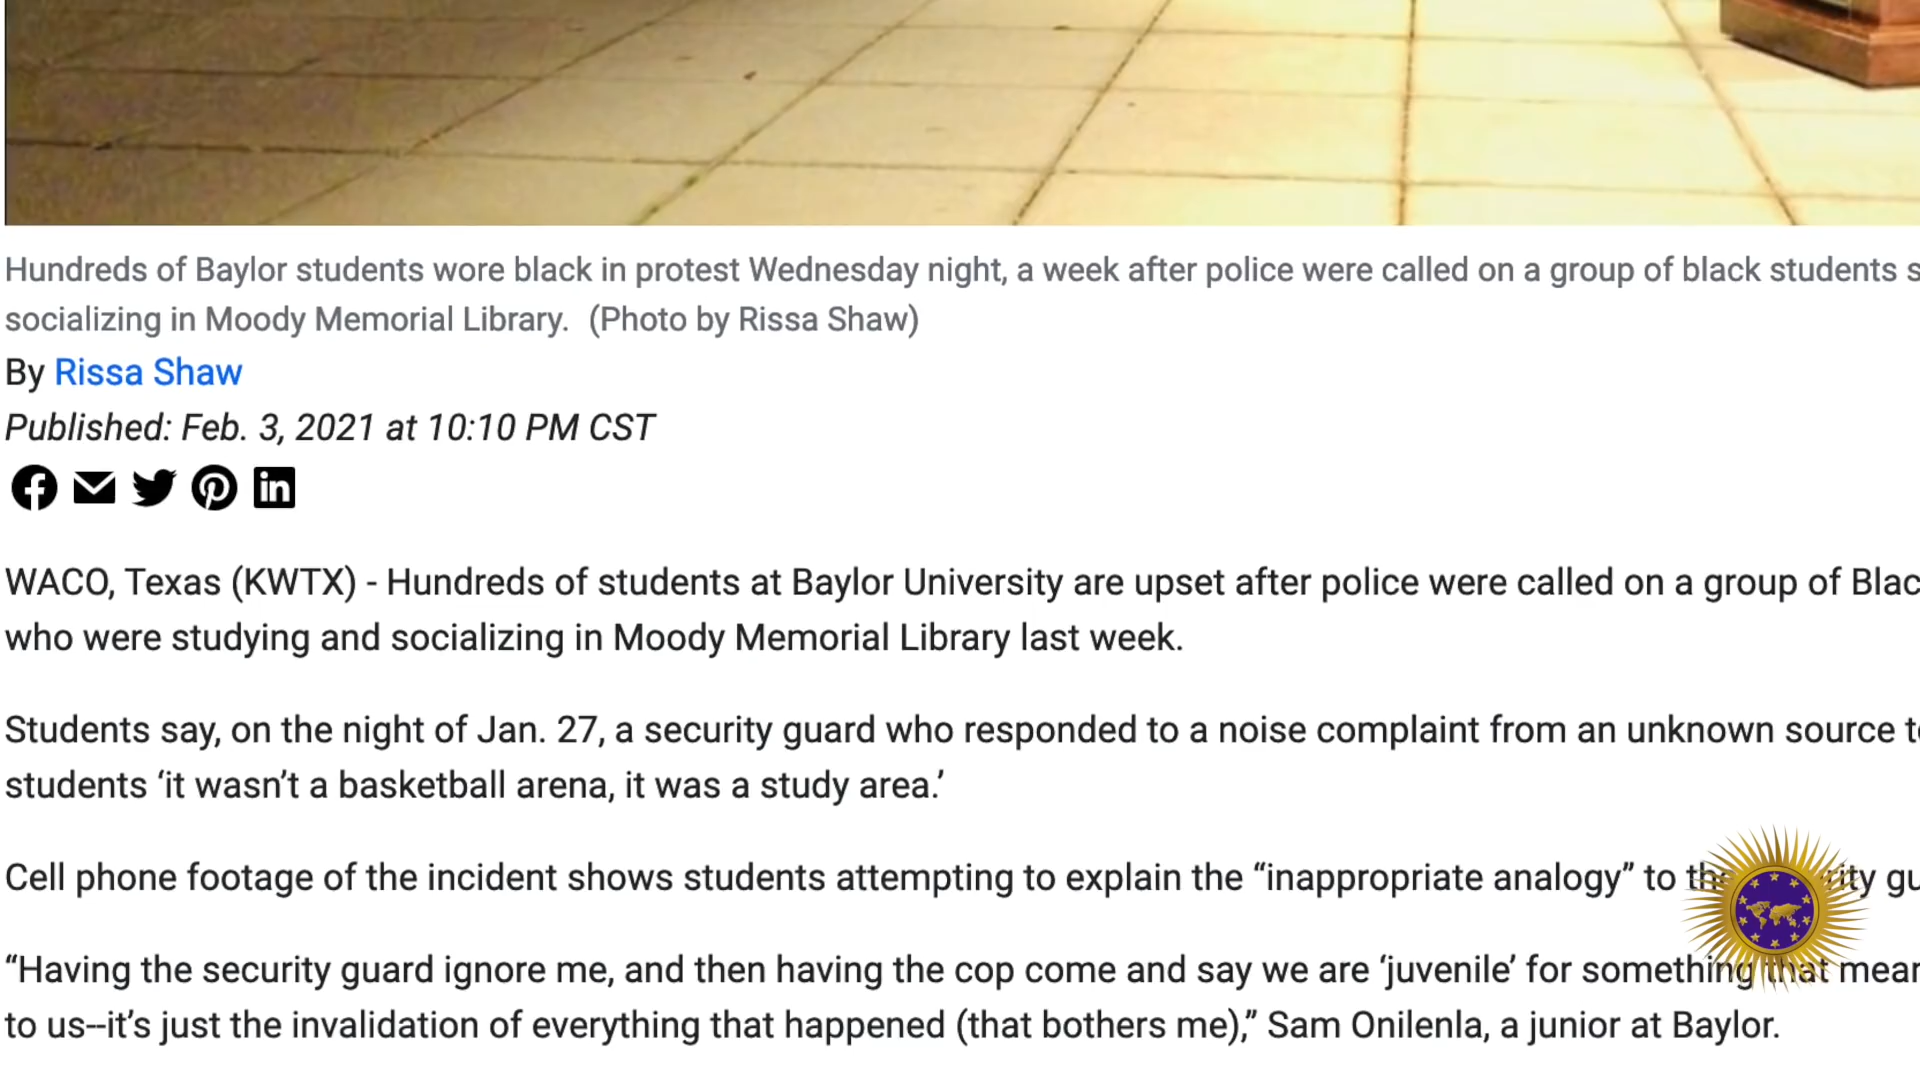 Hundreds of Baylor students wore black in protest Wednesday night, a week after police were called on a group of black students
socializing in Moody Memorial Library. (Photo by Rissa Shaw)
By Rissa Shaw
Published: Feb. 3, 2021 at 10:10 PM CST
WACO, Texas (KWTX) - Hundreds of students at Baylor University are upset after police were called on a group of
who were studying and socializing in Moody Memorial Library last week.
Students say, on the night of Jan. 27, a security guard who responded to a noise complaint from an unknown source
students ‘it wasn’t a basketball arena, it was a study area.’
Cell phone footage of the incident shows students attempting to explain the “inappropriate analogy” to
“Having the security guard ignore me, and then having the cop come and say we are ‘juvenile’ for something that
to us--it’s just the invalidation of everything that happened (that bothers me),” Sam Onilenla, a junior at Baylor.